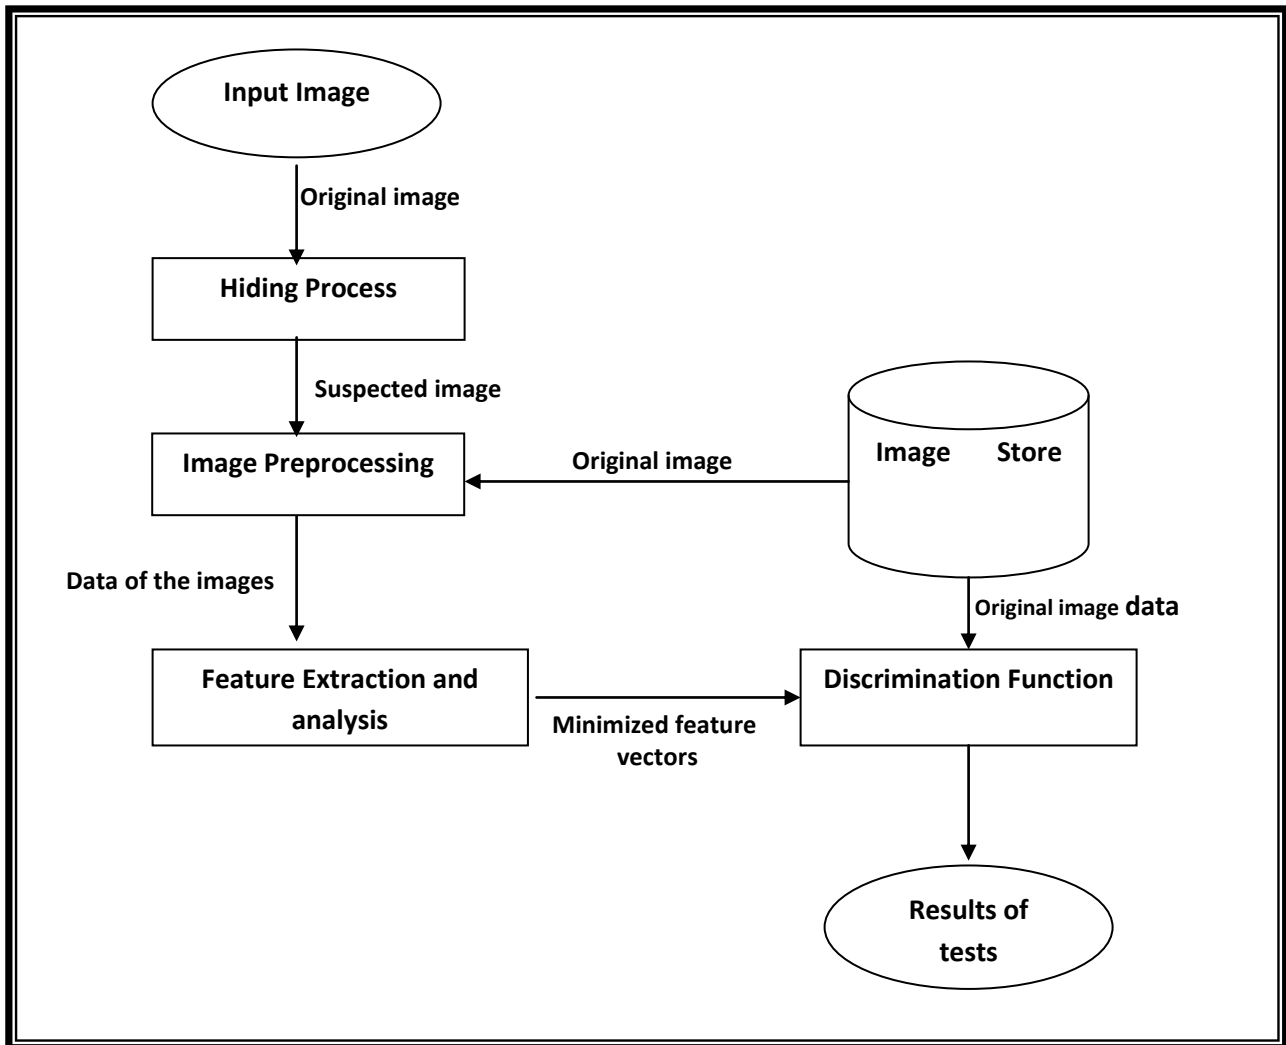 Input Image
Original image
Hiding Process
Suspected image
Image Preprocessing
Original image
Image Store
Data of the images
Original image data
Feature Extraction and
analysis
Minimized feature
vectors
Discrimination Function
Results of
tests